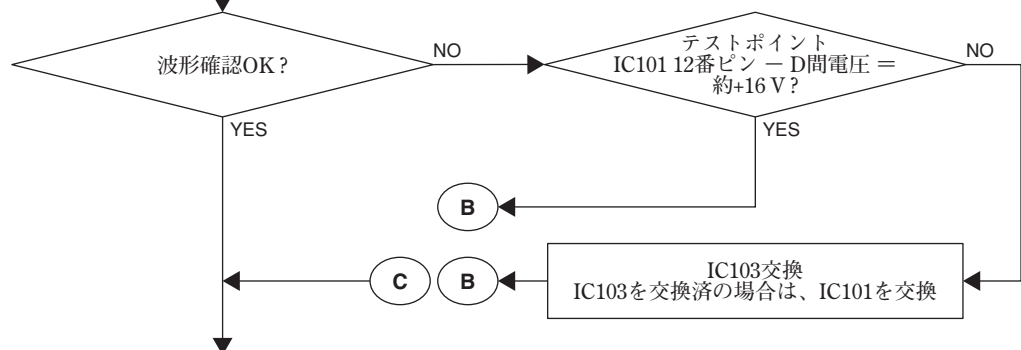 波形確認OK？
NO
テストポイント
IC101 12番ピン － D間電圧 ＝
約+16 V？
NO
YES
YES
B
C
B
IC103交換
IC103を交換済の場合は、IC101を交換